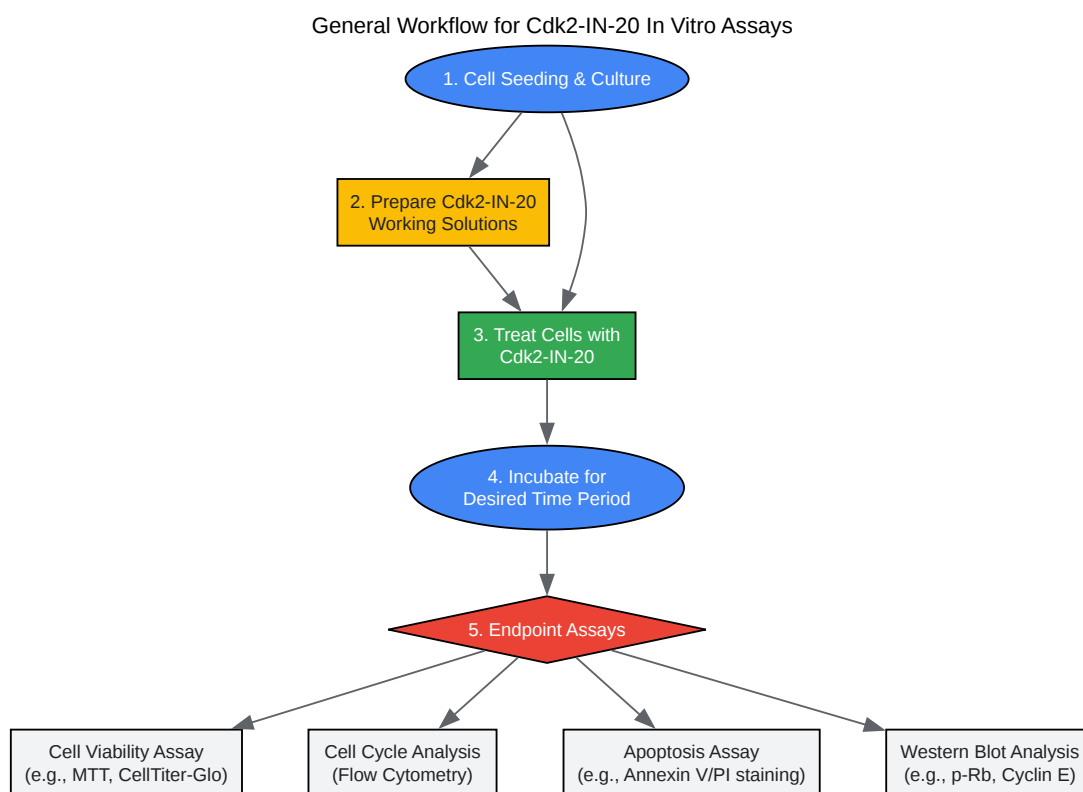 General Workflow for Cdk2-IN-20 In Vitro Assays
1. Cell Seeding & Culture
2. Prepare Cdk2-IN-20
Working Solutions
3. Treat Cells with
Cdk2-IN-20
4. Incubate for
Desired Time Period
5. Endpoint Assays
Cell Viability Assay
(e.g., MTT, CellTiter-Glo)
Cell Cycle Analysis
(Flow Cytometry)
Apoptosis Assay
(e.g., Annexin V/PI staining)
Western Blot Analysis
(e.g., p-Rb, Cyclin E)